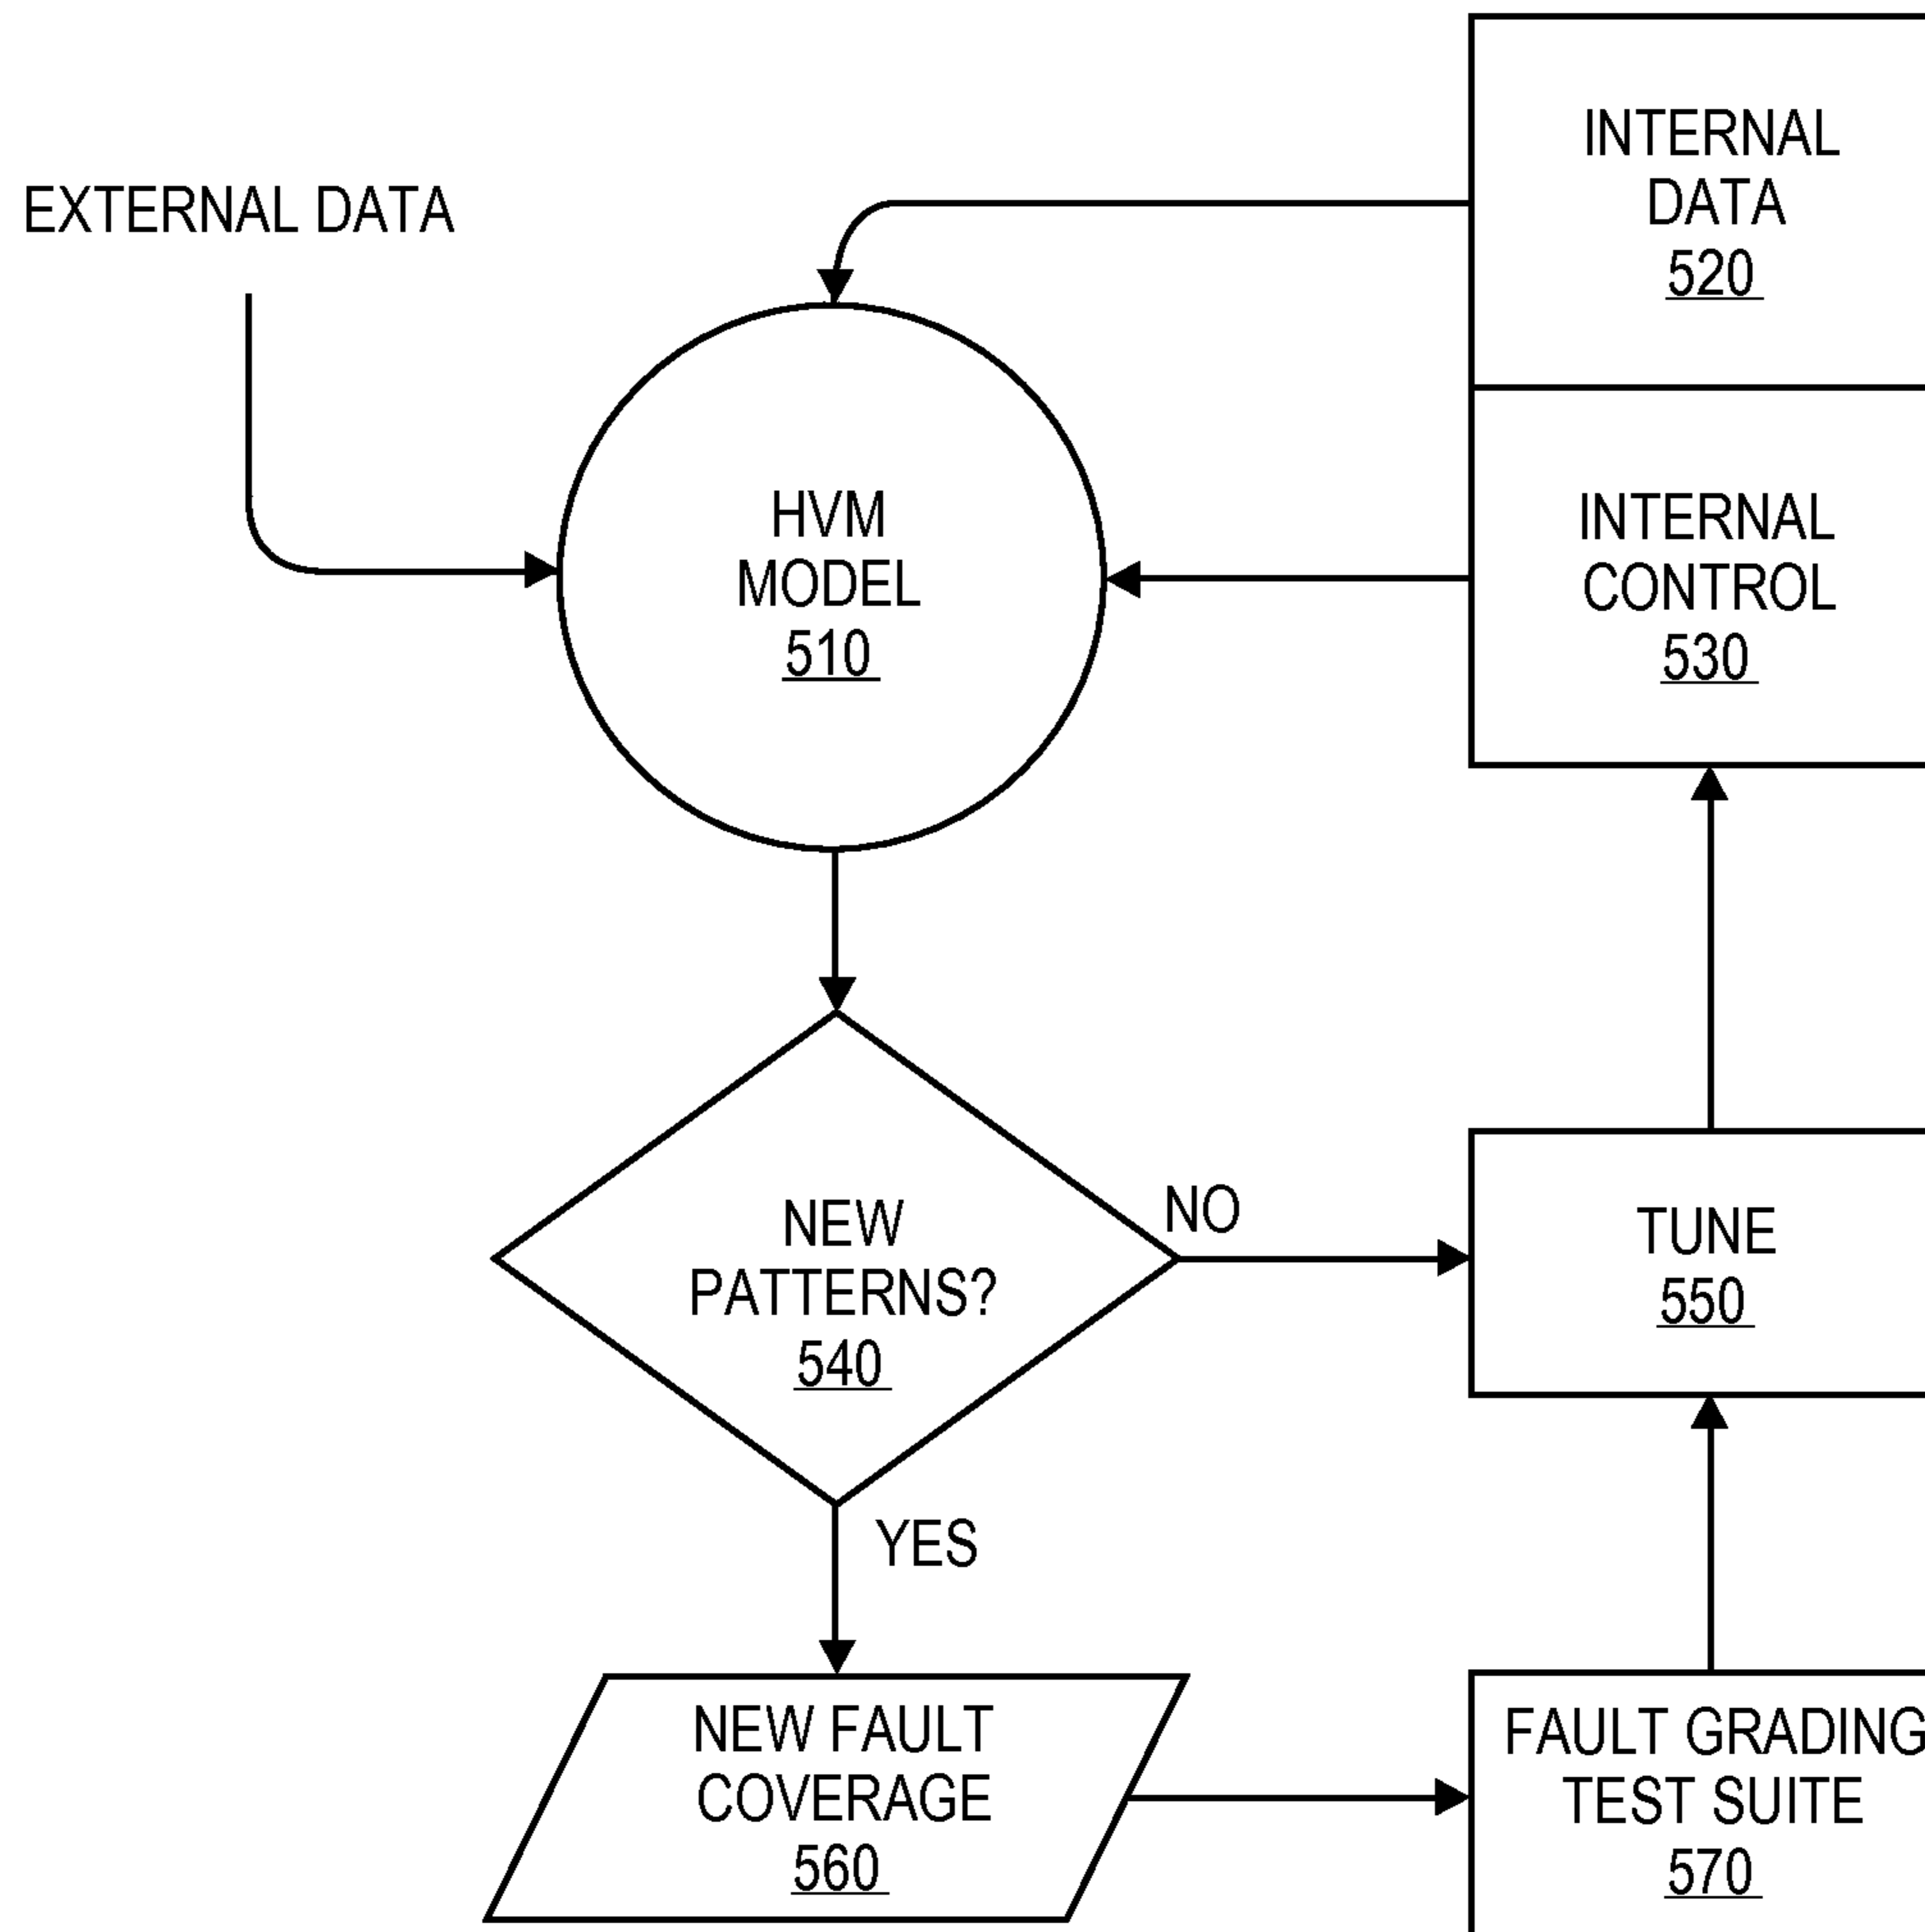 EXTERNAL DATA
INTERNAL
DATA
520
HVM
MODEL
510
INTERNAL
CONTROL
530
NEW
PATTERNS?
540
NO
TUNE
550
YES
NEW FAULT
COVERAGE
560
FAULT GRADING
TEST SUITE
570